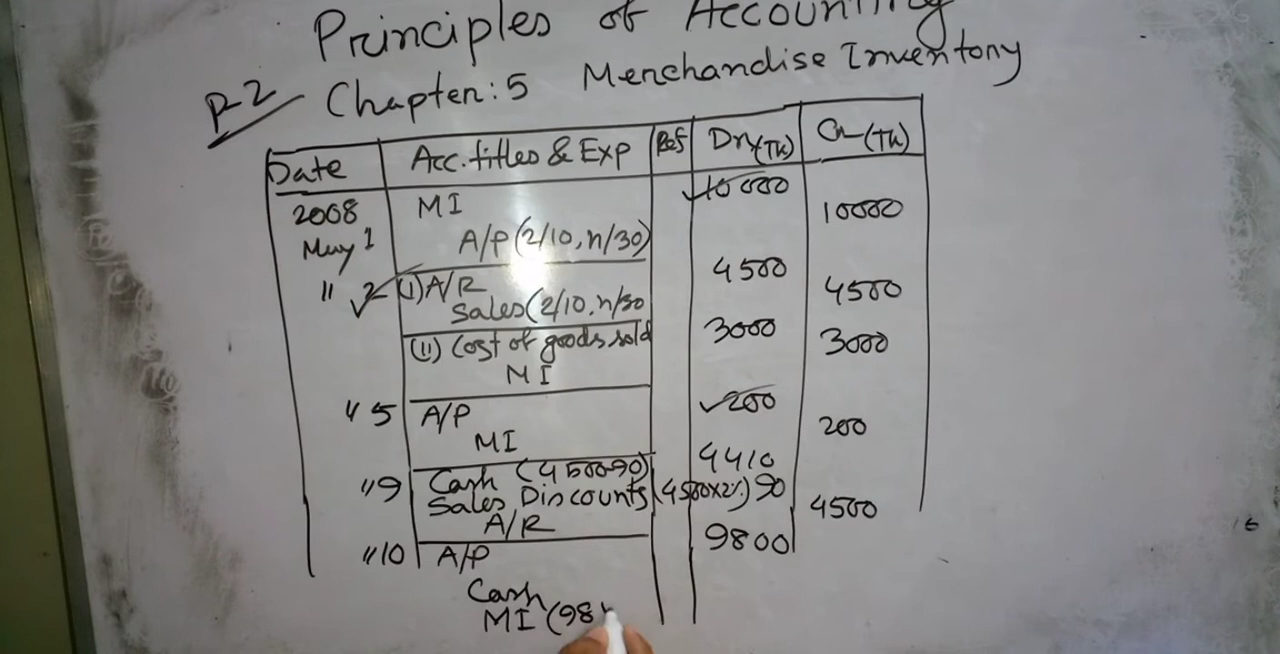 Principles of Accounting
P-2 Chapter: 5 Merchandise Inventory
Date Acc. titles & Exp Ref Dr (Tk) Cr (Tk)
2008 MI 10000
May 1 A/P (2/10, n/30) 10000
" 2 (i) A/R 4500
Sales (2/10, n/30 4500
(ii) Cost of goods sold 3000
MI 3000
" 5 A/P 200
MI 200
" 9 Cash (4500-90) 4410
Sales Discounts (4500x2%) 90
A/R 4500
" 10 A/P 9800
Cash
MI (98